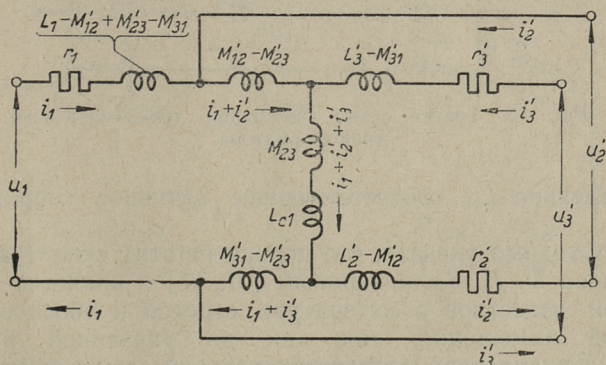 L₁–M′₁₂+M′₂₃–M′₃₁
r₁
M′₁₂–M′₂₃
L′₃–M′₃₁
r′₃
i′₂
i₁
i₁+i′₂
i′₃
M′₂₃
i₁+i′₂+i′₃
u₁
u′₃
u′₂
Lc1
M′₃₁–M′₂₃
L′₂–M′₁₂
r′₂
i₁
i₁+i′₃
i′₂
i′₃